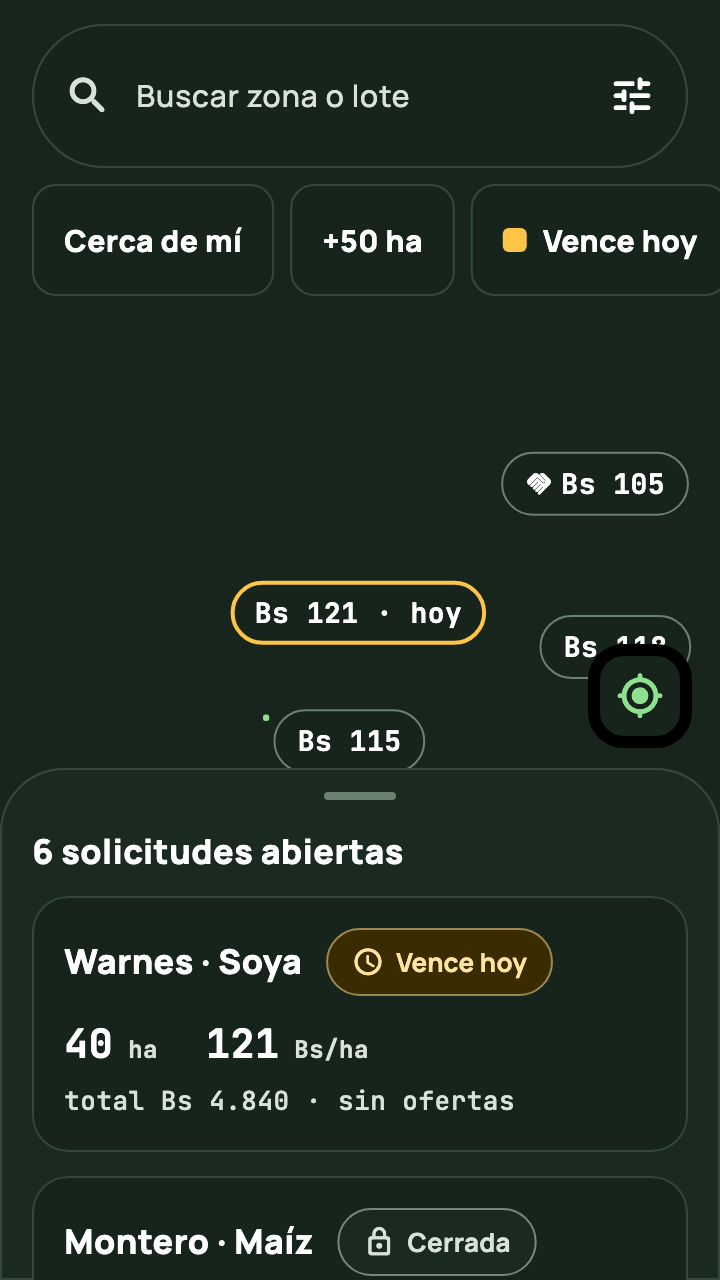 Buscar zona o lote
Cerca de mí
+50 ha
Vence hoy
Bs 105
Bs 121 · hoy
Bs
Bs 115
6 solicitudes abiertas
Warnes · Soya
Vence hoy
40 ha 121 Bs/ha
total Bs 4.840 · sin ofertas
Montero · Maíz
Cerrada